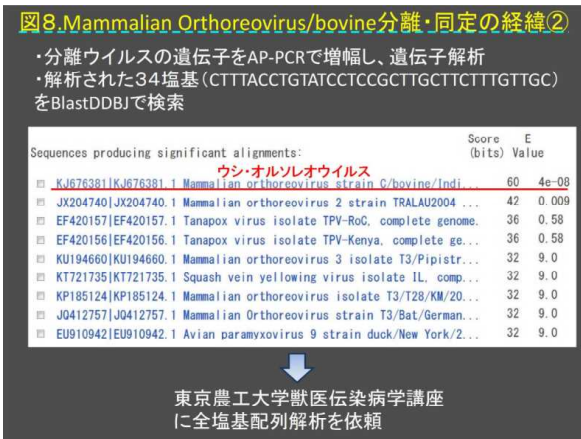 図8.Mammalian Orthoreovirus/bovine分離・同定の経緯②
・分離ウイルスの遺伝子をAP-PCRで増幅し、遺伝子解析
・解析された34塩基(CTTTACCTGTATCCTCCGCTTGCTTCTTTGTTGC)
をBlastDDBJで検索
Score E
Sequences producing significant alignments: (bits) Value
ウシ・オルソレオウイルス
KJ676381|KJ676381.1 Mammalian orthoreovirus strain C/bovine/Indi... 60 4e-08
JX204740|JX204740.1 Mammalian orthoreovirus 2 strain TRALAU2004 ... 42 0.009
EF420157|EF420157.1 Tanapox virus isolate TPV-RoC, complete genome. 36 0.58
EF420156|EF420156.1 Tanapox virus isolate TPV-Kenya, complete ge... 36 0.58
KU194660|KU194660.1 Mammalian orthoreovirus 3 isolate T3/Pipistr... 32 9.0
KT721735|KT721735.1 Squash vein yellowing virus isolate IL, comp... 32 9.0
KP185124|KP185124.1 Mammalian Orthoreovirus isolate T3/T28/KM/20... 32 9.0
JQ412757|JQ412757.1 Mammalian Orthoreovirus strain T3/Bat/German... 32 9.0
EU910942|EU910942.1 Avian paramyxovirus 9 strain duck/New York/2... 32 9.0
東京農工大学獣医伝染病学講座
に全塩基配列解析を依頼